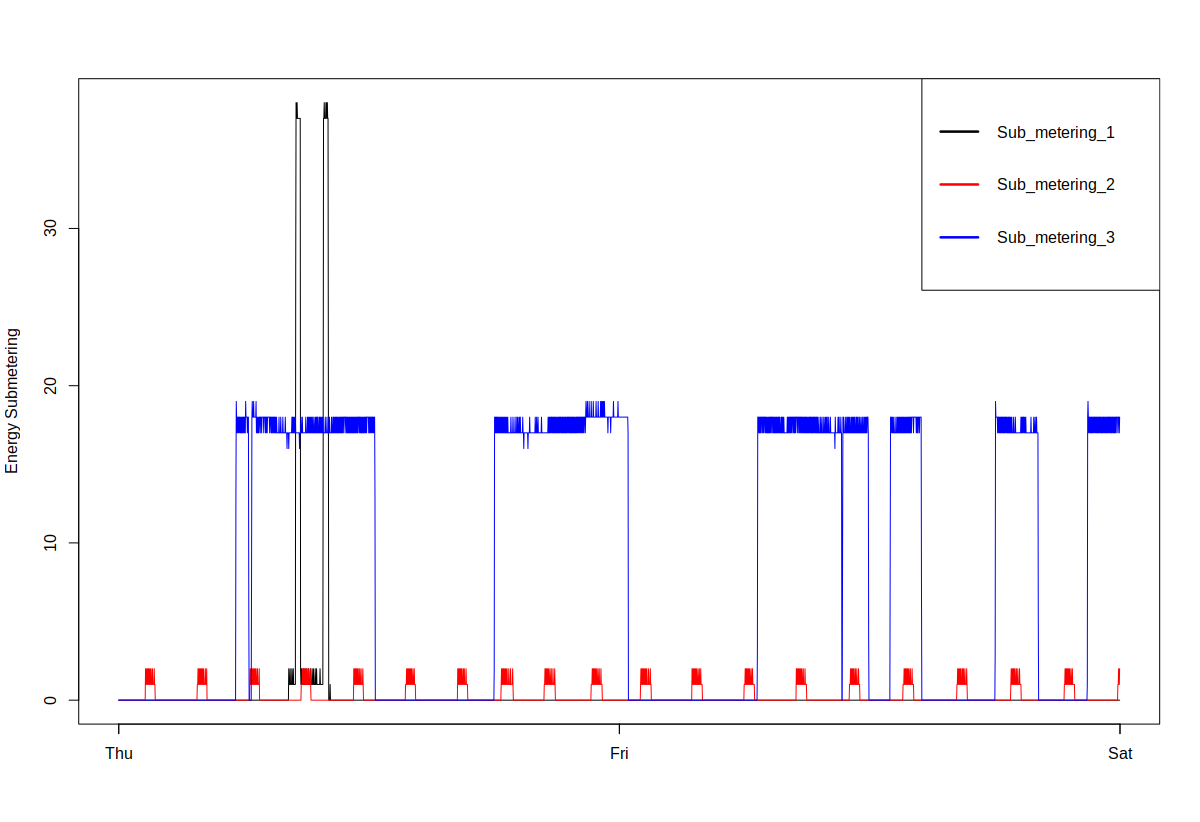 Sub_metering_1
Sub_metering_2
Sub_metering_3
Energy Submetering
30
20
10
0
Thu Fri Sat